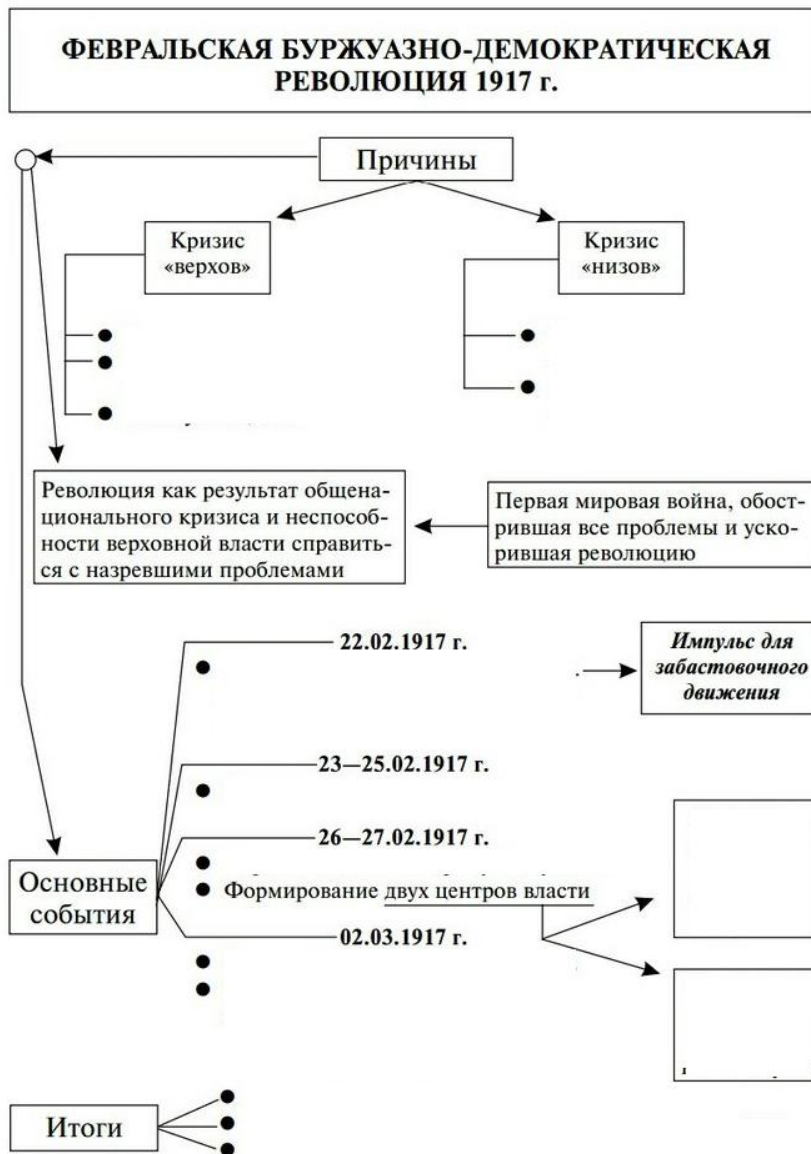 ФЕВРАЛЬСКАЯ БУРЖУАЗНО-ДЕМОКРАТИЧЕСКАЯ
РЕВОЛЮЦИЯ 1917 г.
Причины
Кризис
«верхов»
Кризис
«низов»
Революция как результат общена-
ционального кризиса и неспособ-
ности верховной власти справить-
ся с назревшими проблемами
Первая мировая война, обост-
рившая все проблемы и уско-
рившая революцию
22.02.1917 г.
Импульс для
забастовочного
движения
23—25.02.1917 г.
26—27.02.1917 г.
Основные
события
Формирование двух центров власти
02.03.1917 г.
Итоги